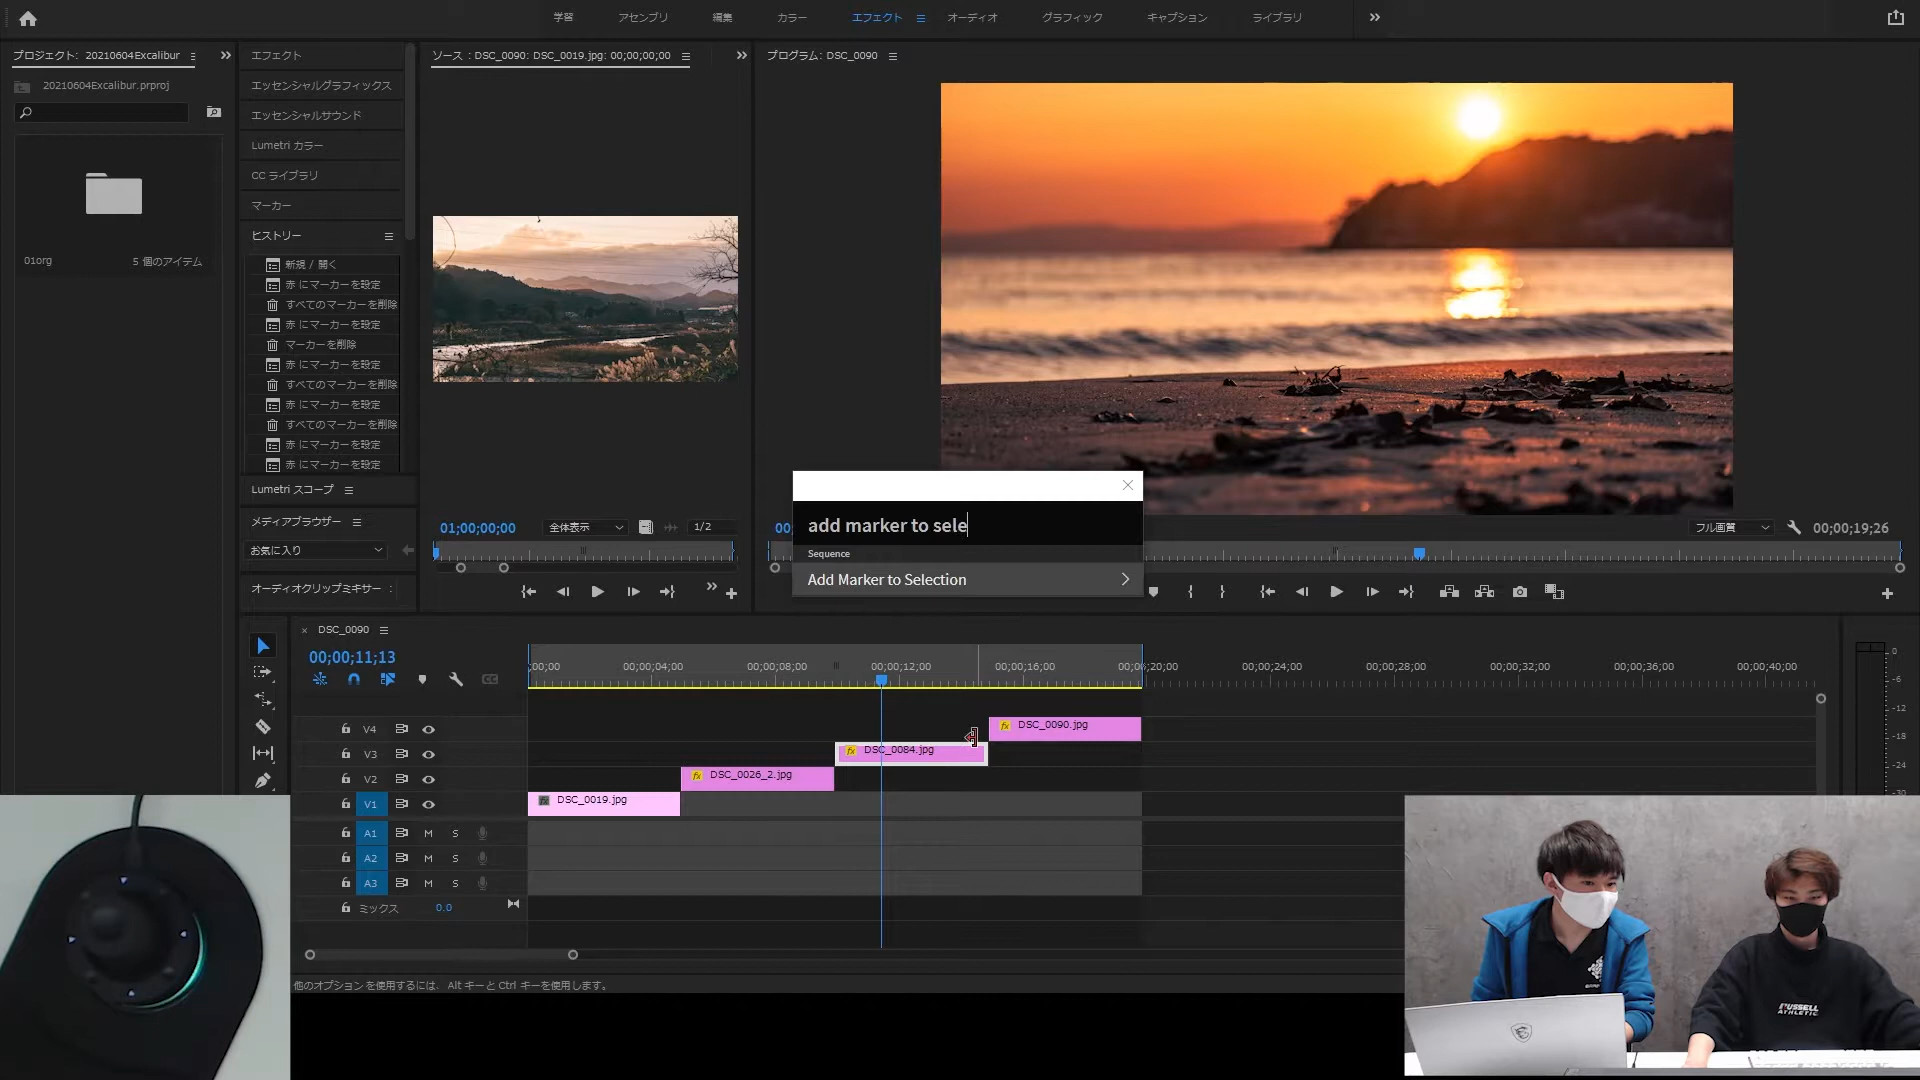 学習
アセンブリ
編集
カラー
エフェクト
オーディオ
グラフィック
キャプション
ライブラリ
プロジェクト: 20210604Excalibur
20210604Excalibur.prproj
01org
5 個のアイテム
エフェクト
エッセンシャルグラフィックス
エッセンシャルサウンド
Lumetri カラー
CC ライブラリ
マーカー
ヒストリー
新規 / 開く
赤 にマーカーを設定
すべてのマーカーを削除
赤 にマーカーを設定
マーカーを削除
赤 にマーカーを設定
すべてのマーカーを削除
赤 にマーカーを設定
すべてのマーカーを削除
赤 にマーカーを設定
赤 にマーカーを設定
Lumetri スコープ
メディアブラウザー
お気に入り
オーディオクリップミキサー :
ソース : DSC_0090: DSC_0019.jpg: 00;00;00;00
01;00;00;00
全体表示
1/2
プログラム: DSC_0090
00;
フル画質
00;00;19;26
add marker to sele
Sequence
Add Marker to Selection
DSC_0090
00;00;11;13
;00;00
00;00;04;00
00;00;08;00
00;00;12;00
00;00;16;00
00;00;20;00
00;00;24;00
00;00;28;00
00;00;32;00
00;00;36;00
00;00;40;00
V4
fx DSC_0090.jpg
V3
fx DSC_0084.jpg
V2
fx DSC_0026_2.jpg
V1
fx DSC_0019.jpg
A1 M S
A2 M S
A3 M S
ミックス 0.0
0
-6
-12
-18
-24
-30
他のオプションを使用するには、 Alt キーと Ctrl キーを使用します。
RUSSELL
ATHLETIC